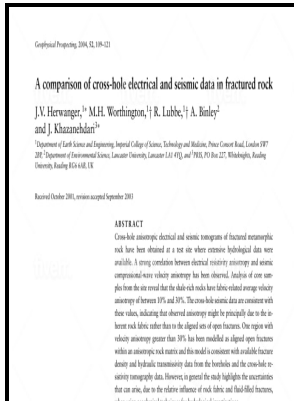 Geophysical Prospecting, 2004, 52, 109–121
A comparison of cross-hole electrical and seismic data in fractured rock
J.V. Herwanger,¹* M.H. Worthington,¹† R. Lubbe,¹‡ A. Binley²
and J. Khazanehdari³*
¹Department of Earth Science and Engineering, Imperial College of Science, Technology and Medicine, Prince Consort Road, London SW7
2BP, ²Department of Environmental Science, Lancaster University, Lancaster LA1 4YQ, and ³PRIS, PO Box 227, Whiteknights, Reading
University, Reading RG6 6AB, UK
Received October 2001, revision accepted September 2003
ABSTRACT
Cross-hole anisotropic electrical and seismic tomograms of fractured metamorphic
rock have been obtained at a test site where extensive hydrological data were
available. A strong correlation between electrical resistivity anisotropy and seismic
compressional-wave velocity anisotropy has been observed. Analysis of core sam-
ples from the site reveal that the shale-rich rocks have fabric-related average velocity
anisotropy of between 10% and 30%. The cross-hole seismic data are consistent with
these values, indicating that observed anisotropy might be principally due to the in-
herent rock fabric rather than to the aligned sets of open fractures. One region with
velocity anisotropy greater than 30% has been modelled as aligned open fractures
within an anisotropic rock matrix and this model is consistent with available fracture
density and hydraulic transmissivity data from the boreholes and the cross-hole re-
sistivity tomography data. However, in general the study highlights the uncertainties
that can arise, due to the relative influence of rock fabric and fluid-filled fractures,